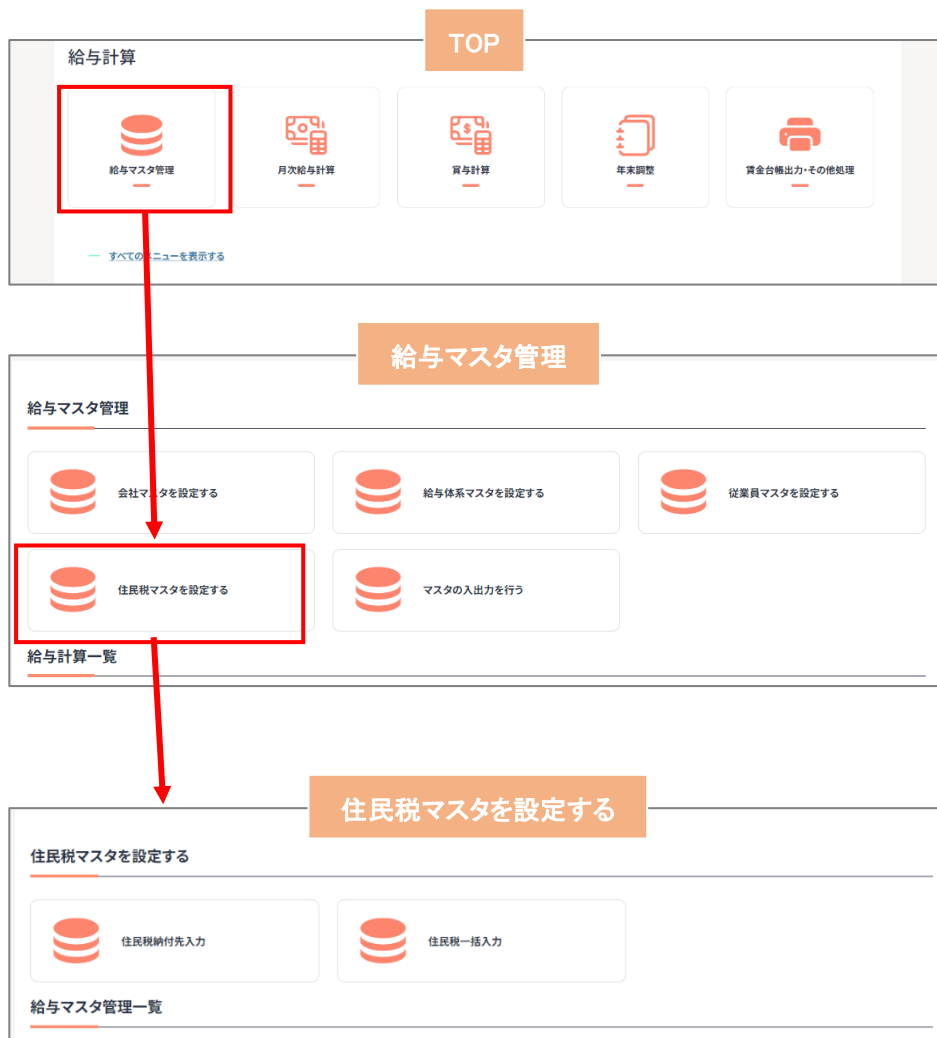 TOP
給与計算
給与マスタ管理
月次給与計算
賞与計算
年末調整
賃金台帳出力・その他処理
すべてのメニューを表示する
給与マスタ管理
給与マスタ管理
会社マスタを設定する
給与体系マスタを設定する
従業員マスタを設定する
住民税マスタを設定する
マスタの入出力を行う
給与計算一覧
住民税マスタを設定する
住民税マスタを設定する
住民税納付先入力
住民税一括入力
給与マスタ管理一覧